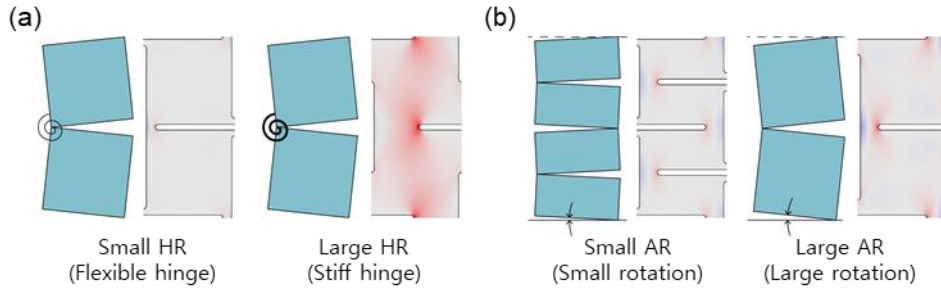 (a)
(b)
Small HR
(Flexible hinge)
Large HR
(Stiff hinge)
Small AR
(Small rotation)
Large AR
(Large rotation)